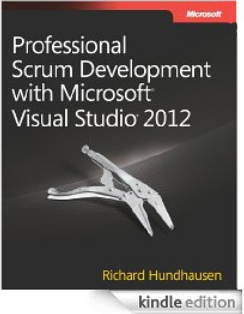 Microsoft
Professional
Scrum Development
with Microsoft®
Visual Studio® 2012
Richard Hundhausen
kindle edition